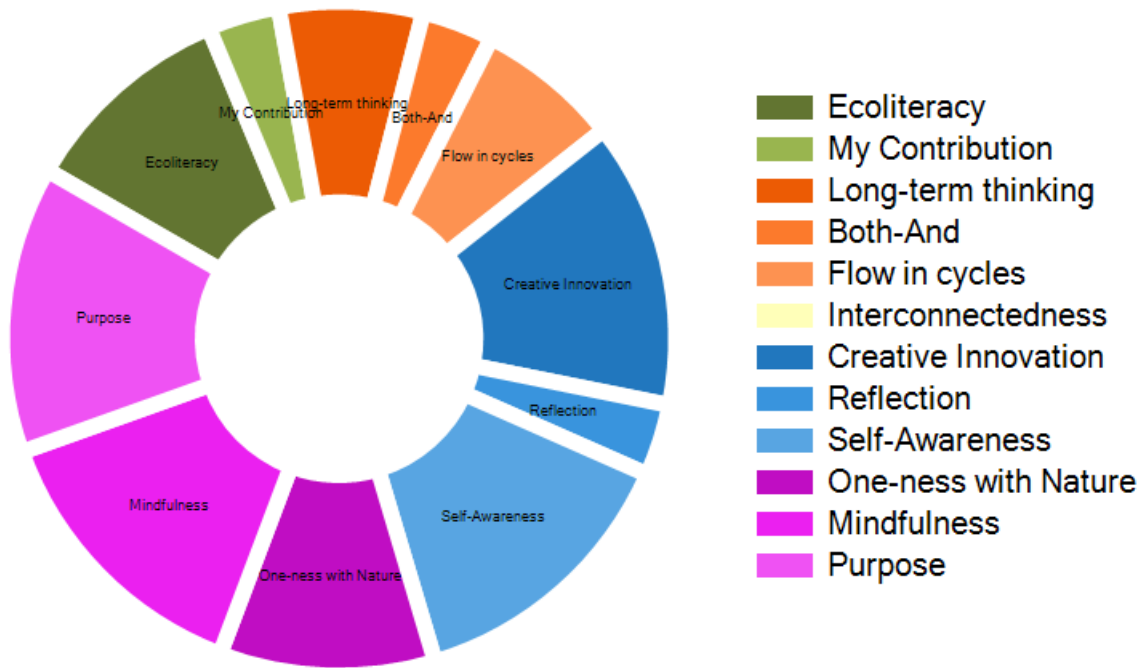 My Contribution
Long-term thinking
Both-And
Ecoliteracy
Flow in cycles
Creative Innovation
Purpose
Reflection
Mindfulness
Self-Awareness
One-ness with Nature
Ecoliteracy
My Contribution
Long-term thinking
Both-And
Flow in cycles
Interconnectedness
Creative Innovation
Reflection
Self-Awareness
One-ness with Nature
Mindfulness
Purpose